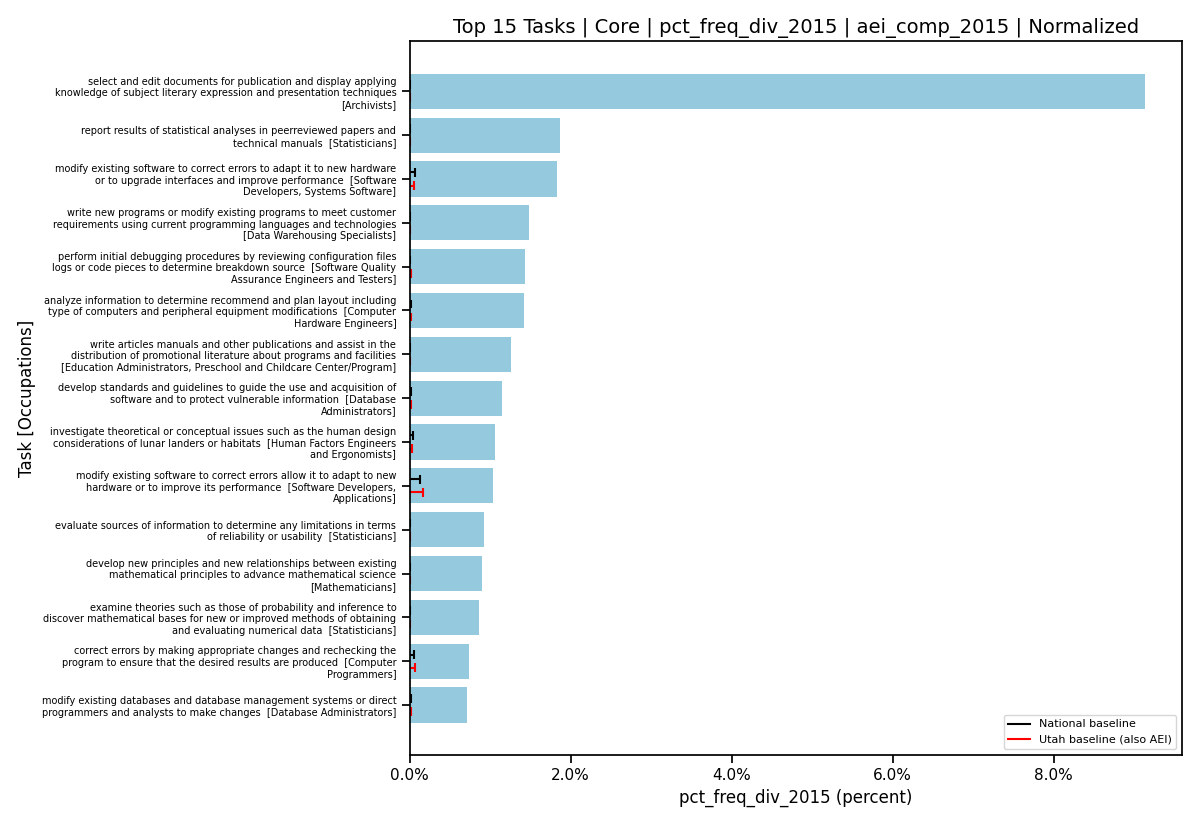 Top 15 Tasks | Core | pct_freq_div_2015 | aei_comp_2015 | Normalized
select and edit documents for publication and display applying
knowledge of subject literary expression and presentation techniques
[Archivists]
report results of statistical analyses in peerreviewed papers and
technical manuals  [Statisticians]
modify existing software to correct errors to adapt it to new hardware
or to upgrade interfaces and improve performance  [Software
Developers, Systems Software]
write new programs or modify existing programs to meet customer
requirements using current programming languages and technologies
[Data Warehousing Specialists]
perform initial debugging procedures by reviewing configuration files
logs or code pieces to determine breakdown source  [Software Quality
Assurance Engineers and Testers]
analyze information to determine recommend and plan layout including
type of computers and peripheral equipment modifications  [Computer
Hardware Engineers]
write articles manuals and other publications and assist in the
distribution of promotional literature about programs and facilities
[Education Administrators, Preschool and Childcare Center/Program]
develop standards and guidelines to guide the use and acquisition of
software and to protect vulnerable information  [Database
Administrators]
investigate theoretical or conceptual issues such as the human design
considerations of lunar landers or habitats  [Human Factors Engineers
and Ergonomists]
modify existing software to correct errors allow it to adapt to new
hardware or to improve its performance  [Software Developers,
Applications]
evaluate sources of information to determine any limitations in terms
of reliability or usability  [Statisticians]
develop new principles and new relationships between existing
mathematical principles to advance mathematical science
[Mathematicians]
examine theories such as those of probability and inference to
discover mathematical bases for new or improved methods of obtaining
and evaluating numerical data  [Statisticians]
correct errors by making appropriate changes and rechecking the
program to ensure that the desired results are produced  [Computer
Programmers]
modify existing databases and database management systems or direct
programmers and analysts to make changes  [Database Administrators]
Task [Occupations]
National baseline
Utah baseline (also AEI)
0.0%
2.0%
4.0%
6.0%
8.0%
pct_freq_div_2015 (percent)